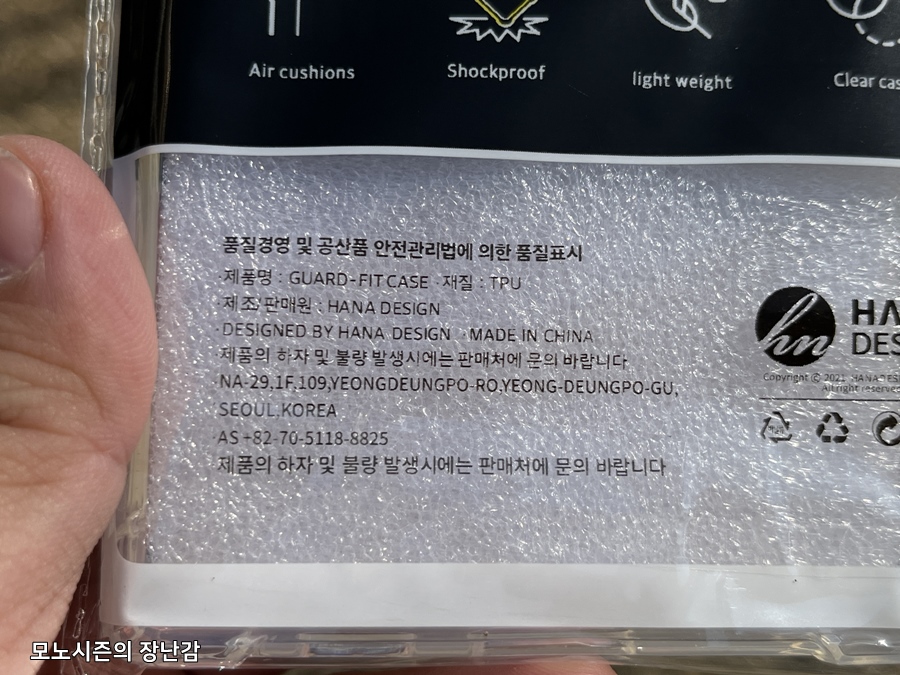 Air cushions
Shockproof
light weight
Clear
품질경영 및 공산품 안전관리법에 의한 품질표시
·제품명 : GUARD-FIT CASE ·재질 : TPU
·제조/판매원 : HANA DESIGN
·DESIGNED BY HANA DESIGN ·MADE IN CHINA
제품의 하자 및 불량 발생시에는 판매처에 문의 바랍니다
·NA-29,1F,109,YEONGDEUNGPO-RO,YEONG-DEUNGPO-GU,
SEOUL,KOREA
·AS +82-70-5118-8825
제품의 하자 및 불량 발생시에는 판매처에 문의 바랍니다
hn
Copyright ⓒ 2021 HANA
All right
모노시즌의 장난감